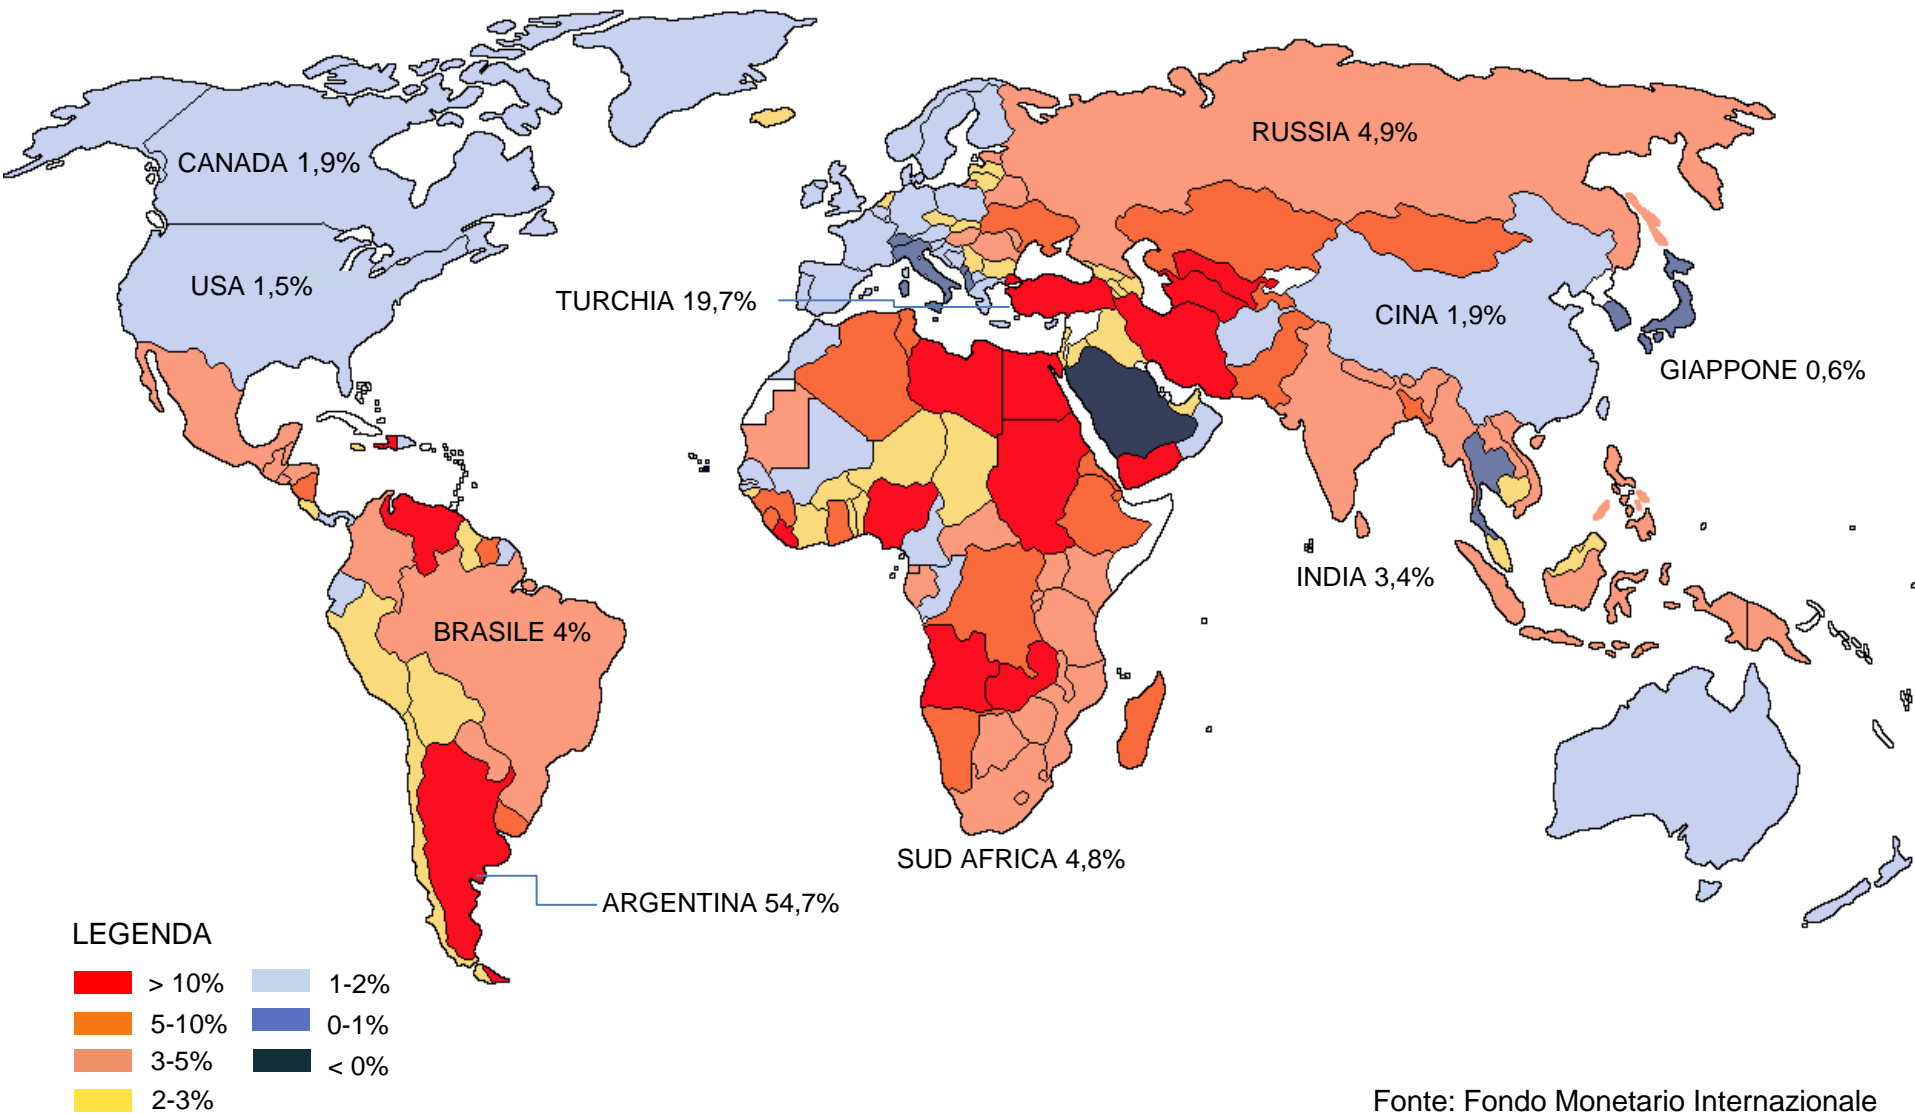 RUSSIA 4,9%
CANADA 1,9%
USA 1,5%
TURCHIA 19,7%
CINA 1,9%
GIAPPONE 0,6%
INDIA 3,4%
BRASILE 4%
SUD AFRICA 4,8%
ARGENTINA 54,7%
LEGENDA
> 10%
5-10%
3-5%
2-3%
1-2%
0-1%
< 0%
Fonte: Fondo Monetario Internazionale